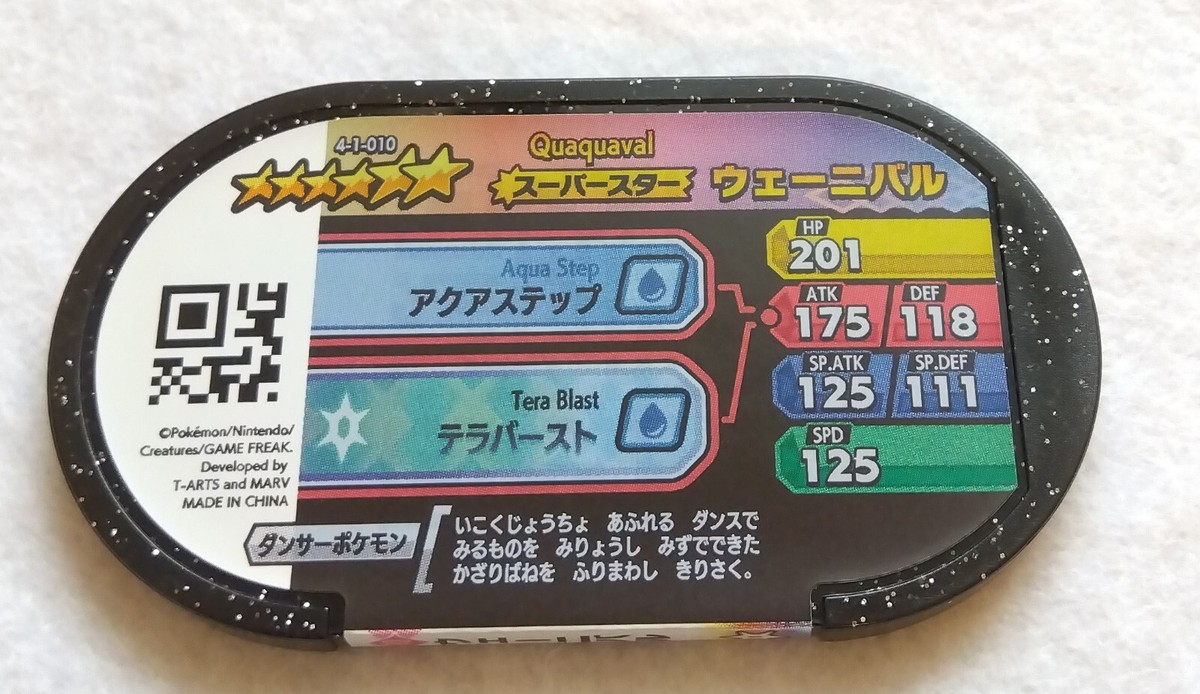 4-1-010
Quaquaval
スーパースター ウェーニバル
HP
201
Aqua Step
アクアステップ
ATK DEF
175 118
SP.ATK SP.DEF
125 111
Tera Blast
テラバースト
SPD
125
©Pokémon/Nintendo/
Creatures/GAME FREAK.
Developed by
T-ARTS and MARV
MADE IN CHINA
ダンサーポケモン
いこくじょうちょ あふれる ダンスで
みるものを みりょうし みずでできた
かざりばねを ふりまわし きりさく。